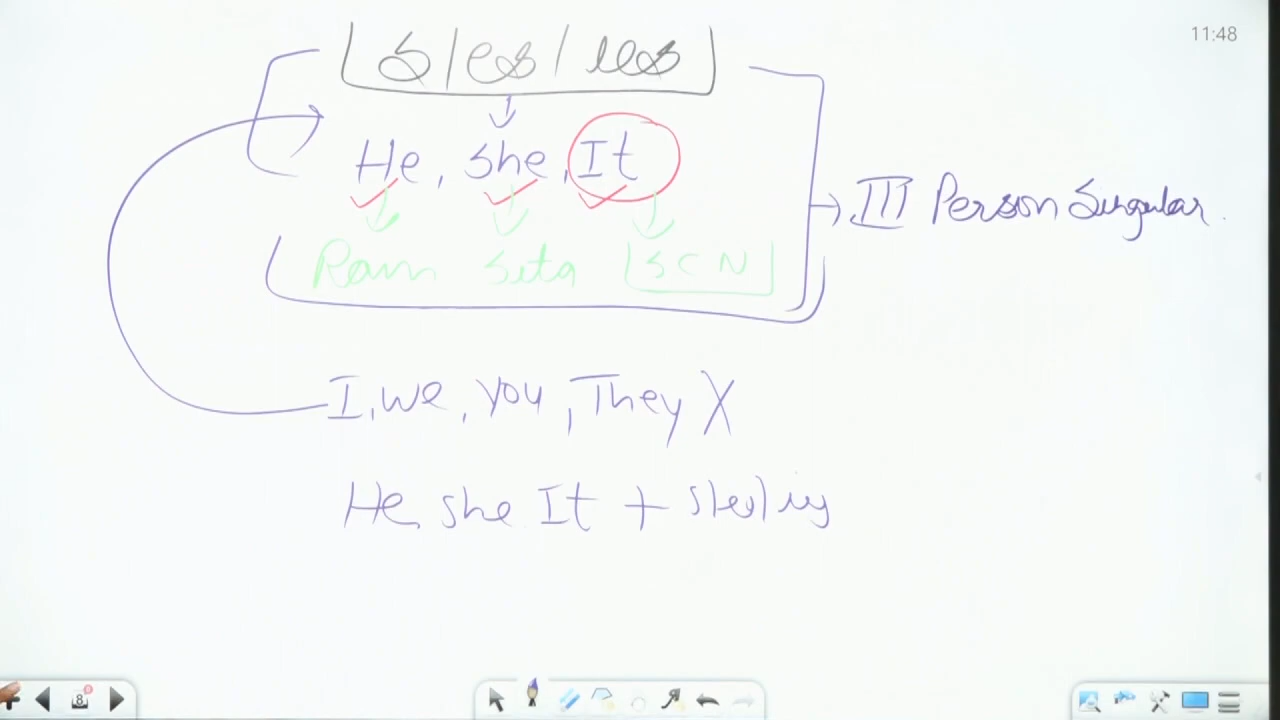 11:48
s/es/ies
He, She, It
III Person Singular.
Ram Sita SCN
I, we, you, They X
He, she It + s/es/ies
8